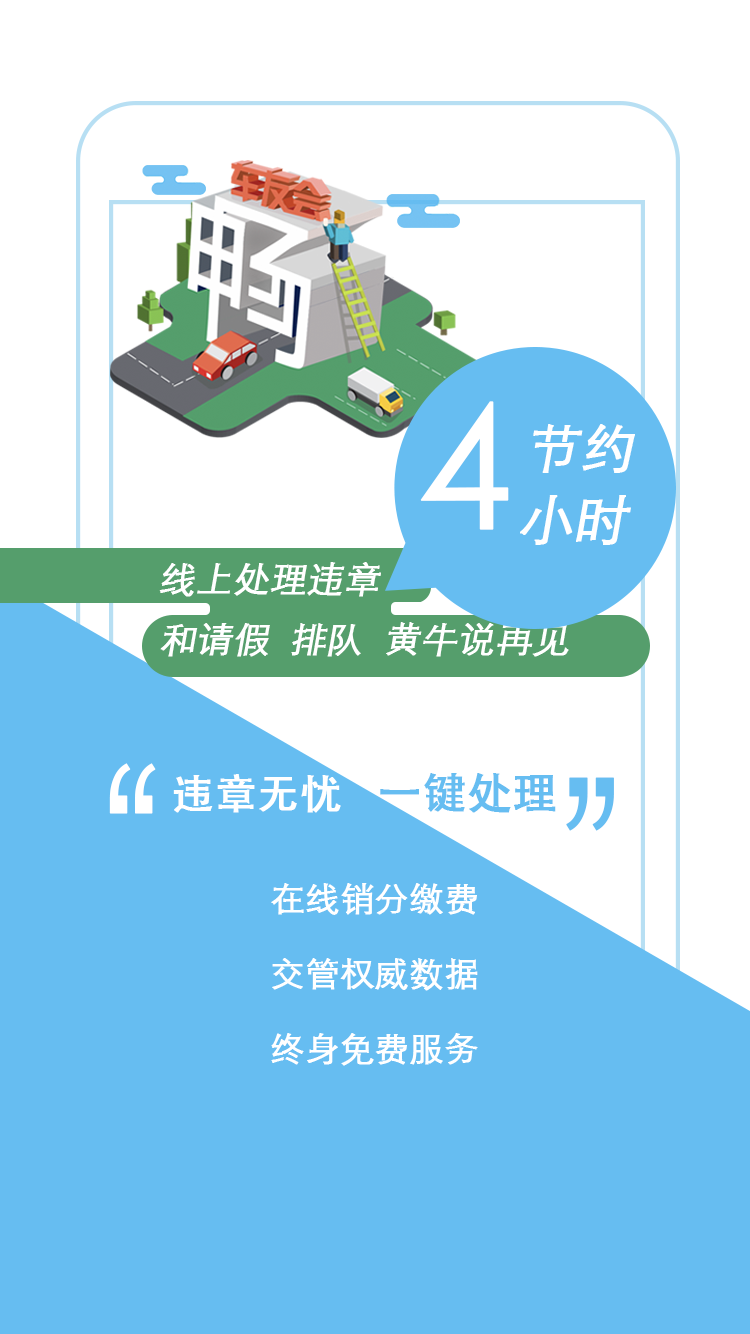 车友会
畅
4 节约
小时
线上处理违章
和请假 排队 黄牛说再见
“ 违章无忧 一键处理 ”
在线销分缴费
交管权威数据
终身免费服务